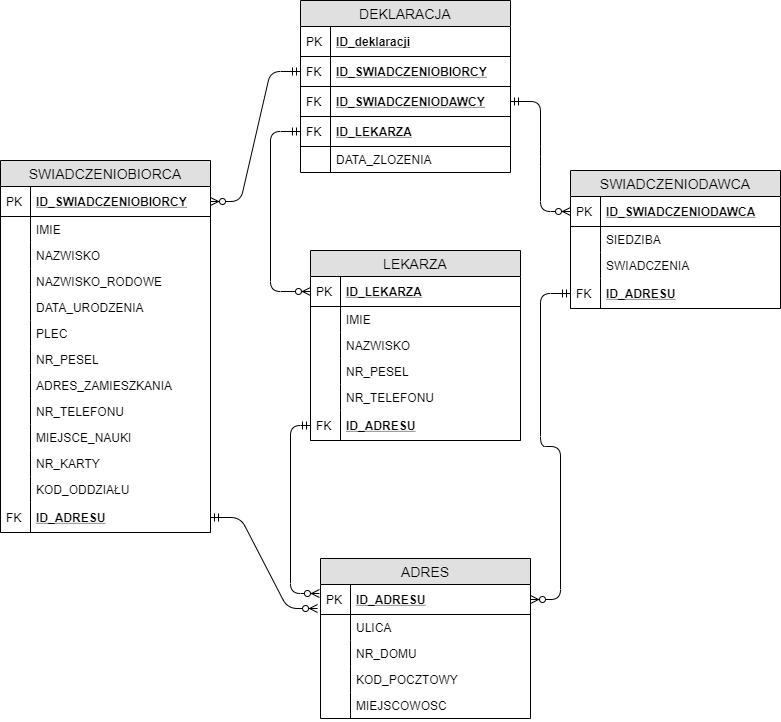 DEKLARACJA
PK ID_deklaracji
FK ID_SWIADCZENIOBIORCY
FK ID_SWIADCZENIODAWCY
FK ID_LEKARZA
DATA_ZLOZENIA
SWIADCZENIOBIORCA
PK ID_SWIADCZENIOBIORCY
IMIE
NAZWISKO
NAZWISKO_RODOWE
DATA_URODZENIA
PLEC
NR_PESEL
ADRES_ZAMIESZKANIA
NR_TELEFONU
MIEJSCE_NAUKI
NR_KARTY
KOD_ODDZIAŁU
FK ID_ADRESU
SWIADCZENIODAWCA
PK ID_SWIADCZENIODAWCA
SIEDZIBA
SWIADCZENIA
FK ID_ADRESU
LEKARZA
PK ID_LEKARZA
IMIE
NAZWISKO
NR_PESEL
NR_TELEFONU
FK ID_ADRESU
ADRES
PK ID_ADRESU
ULICA
NR_DOMU
KOD_POCZTOWY
MIEJSCOWOSC